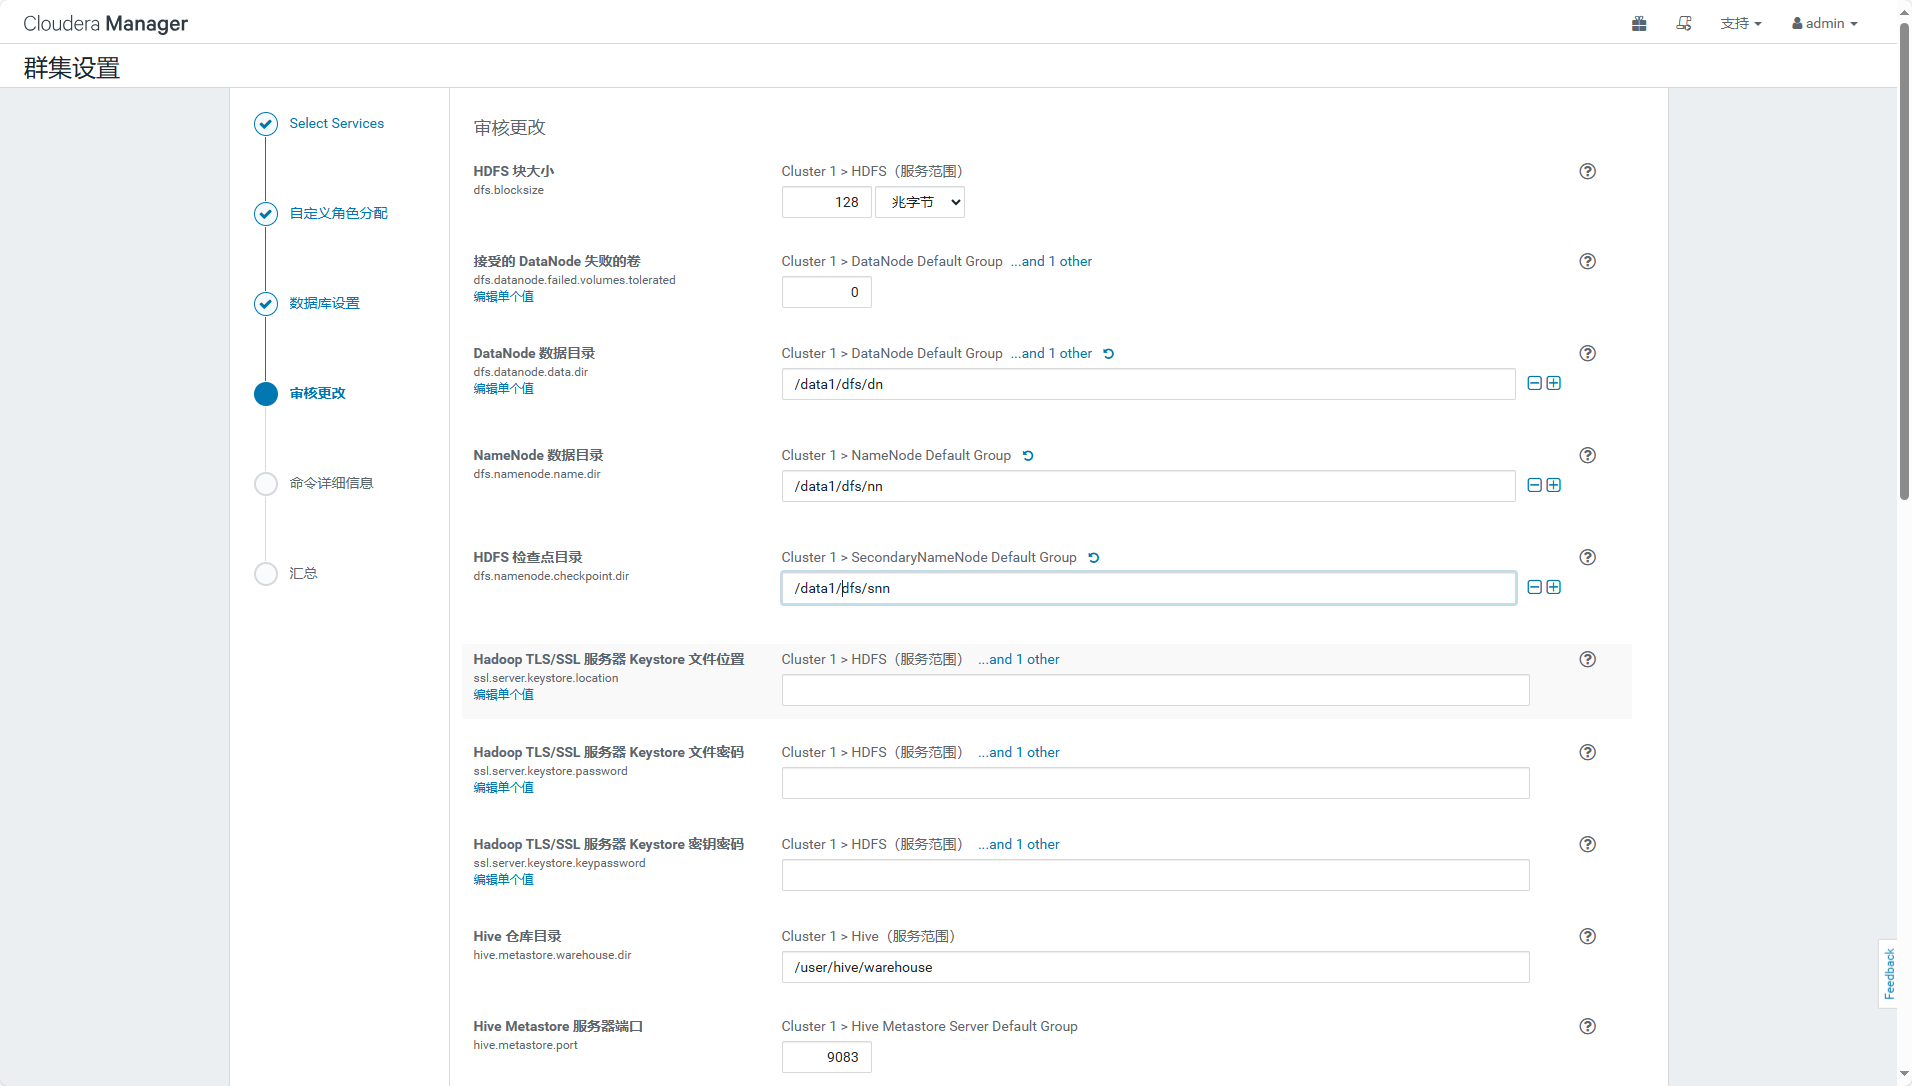 Cloudera Manager
支持
admin
群集设置
Select Services
自定义角色分配
数据库设置
审核更改
命令详细信息
汇总
审核更改
HDFS 块大小
dfs.blocksize
Cluster 1 > HDFS（服务范围）
128
兆字节
接受的 DataNode 失败的卷
dfs.datanode.failed.volumes.tolerated
编辑单个值
Cluster 1 > DataNode Default Group ...and 1 other
0
DataNode 数据目录
dfs.datanode.data.dir
编辑单个值
Cluster 1 > DataNode Default Group ...and 1 other
/data1/dfs/dn
NameNode 数据目录
dfs.namenode.name.dir
Cluster 1 > NameNode Default Group
/data1/dfs/nn
HDFS 检查点目录
dfs.namenode.checkpoint.dir
Cluster 1 > SecondaryNameNode Default Group
/data1/dfs/snn
Hadoop TLS/SSL 服务器 Keystore 文件位置
ssl.server.keystore.location
编辑单个值
Cluster 1 > HDFS（服务范围） ...and 1 other
Hadoop TLS/SSL 服务器 Keystore 文件密码
ssl.server.keystore.password
编辑单个值
Cluster 1 > HDFS（服务范围） ...and 1 other
Hadoop TLS/SSL 服务器 Keystore 密钥密码
ssl.server.keystore.keypassword
编辑单个值
Cluster 1 > HDFS（服务范围） ...and 1 other
Hive 仓库目录
hive.metastore.warehouse.dir
Cluster 1 > Hive（服务范围）
/user/hive/warehouse
Hive Metastore 服务器端口
hive.metastore.port
Cluster 1 > Hive Metastore Server Default Group
9083
Feedback